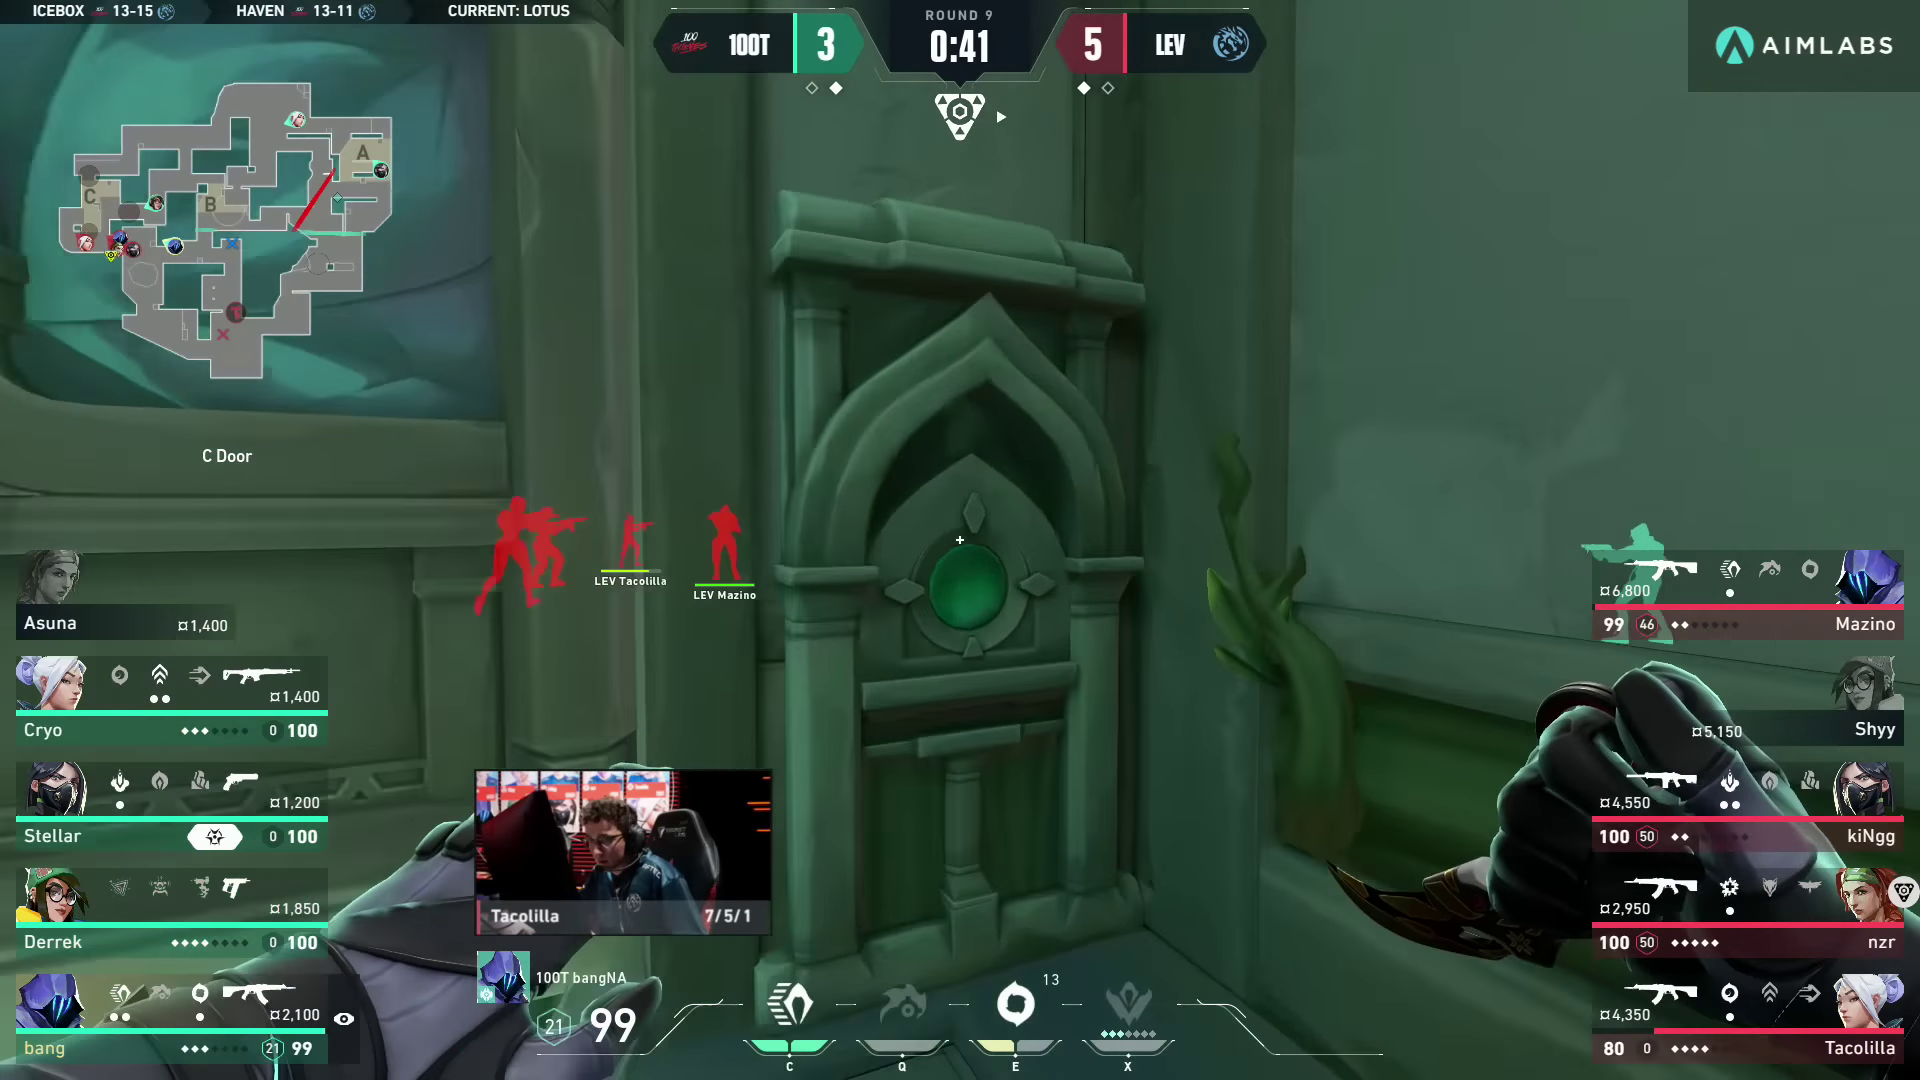 ICEBOX 13-15 HAVEN 13-11 CURRENT: LOTUS
ROUND 9
100T 3 0:41 5 LEV
AIMLABS
A
B
C
C Door
LEV Tacolilla
LEV Mazino
Asuna ¤1,400
¤1,400
Cryo 0 100
¤1,200
Stellar 0 100
¤1,850
Derrek 0 100
¤2,100
bang 21 99
Tacolilla 7/5/1
100T bangNA
21 99
13
C Q E X
¤6,800
99 46 Mazino
¤5,150 Shyy
¤4,550
100 50 kiNgg
¤2,950
100 50 nzr
¤4,350
80 0 Tacolilla